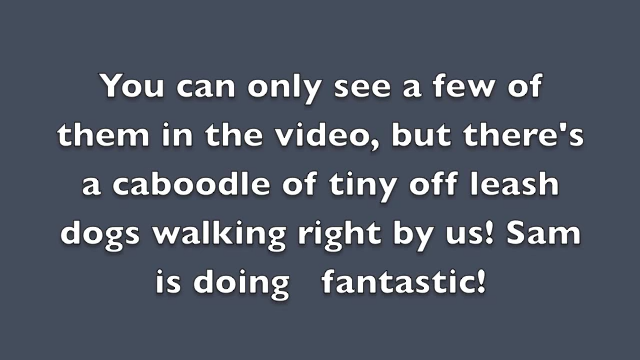 You can only see a few of
them in the video, but there's
a caboodle of tiny off leash
dogs walking right by us! Sam
is doing   fantastic!